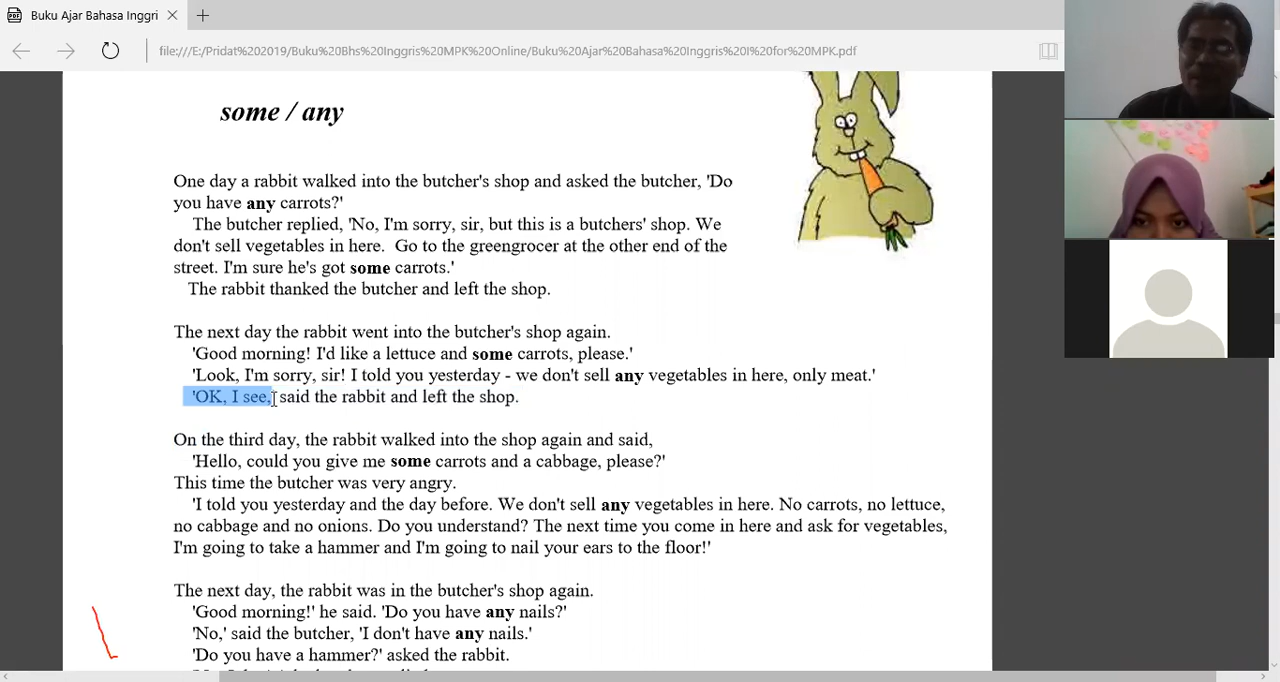 Buku Ajar Bahasa Inggri
file:///E:/Pridat%202019/Buku%20Bhs%20Inggris%20MPK%20Online/Buku%20Ajar%20Bahasa%20Inggris%20I%20for%20MPK.pdf
some / any
One day a rabbit walked into the butcher's shop and asked the butcher, 'Do
you have any carrots?'
The butcher replied, 'No, I'm sorry, sir, but this is a butchers' shop. We
don't sell vegetables in here. Go to the greengrocer at the other end of the
street. I'm sure he's got some carrots.'
The rabbit thanked the butcher and left the shop.
The next day the rabbit went into the butcher's shop again.
'Good morning! I'd like a lettuce and some carrots, please.'
'Look, I'm sorry, sir! I told you yesterday - we don't sell any vegetables in here, only meat.'
'OK, I see, said the rabbit and left the shop.
On the third day, the rabbit walked into the shop again and said,
'Hello, could you give me some carrots and a cabbage, please?'
This time the butcher was very angry.
'I told you yesterday and the day before. We don't sell any vegetables in here. No carrots, no lettuce,
no cabbage and no onions. Do you understand? The next time you come in here and ask for vegetables,
I'm going to take a hammer and I'm going to nail your ears to the floor!'
The next day, the rabbit was in the butcher's shop again.
'Good morning!' he said. 'Do you have any nails?'
'No,' said the butcher, 'I don't have any nails.'
'Do you have a hammer?' asked the rabbit.